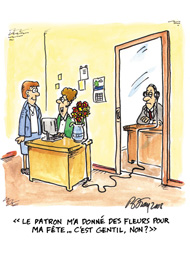 « LE PATRON M'A DONNÉ DES FLEURS POUR
MA FÊTE... C'EST GENTIL, NON ? »